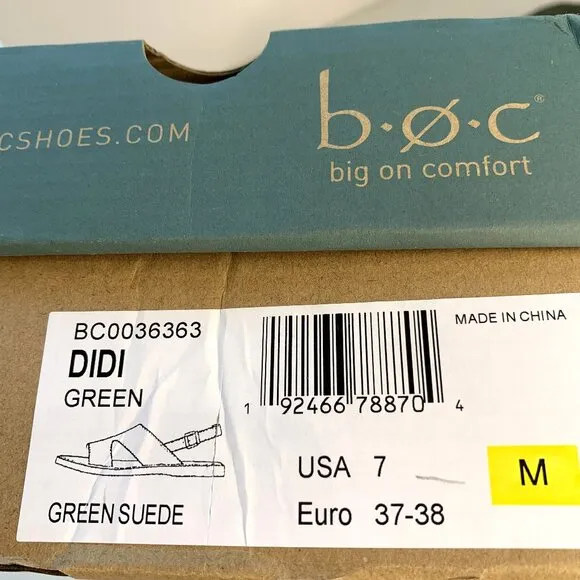 CSHOES.COM
b·ø·c®
big on comfort
BC0036363
DIDI
GREEN
GREEN SUEDE
1 92466 78870 4
MADE IN CHINA
USA 7
Euro 37-38
M